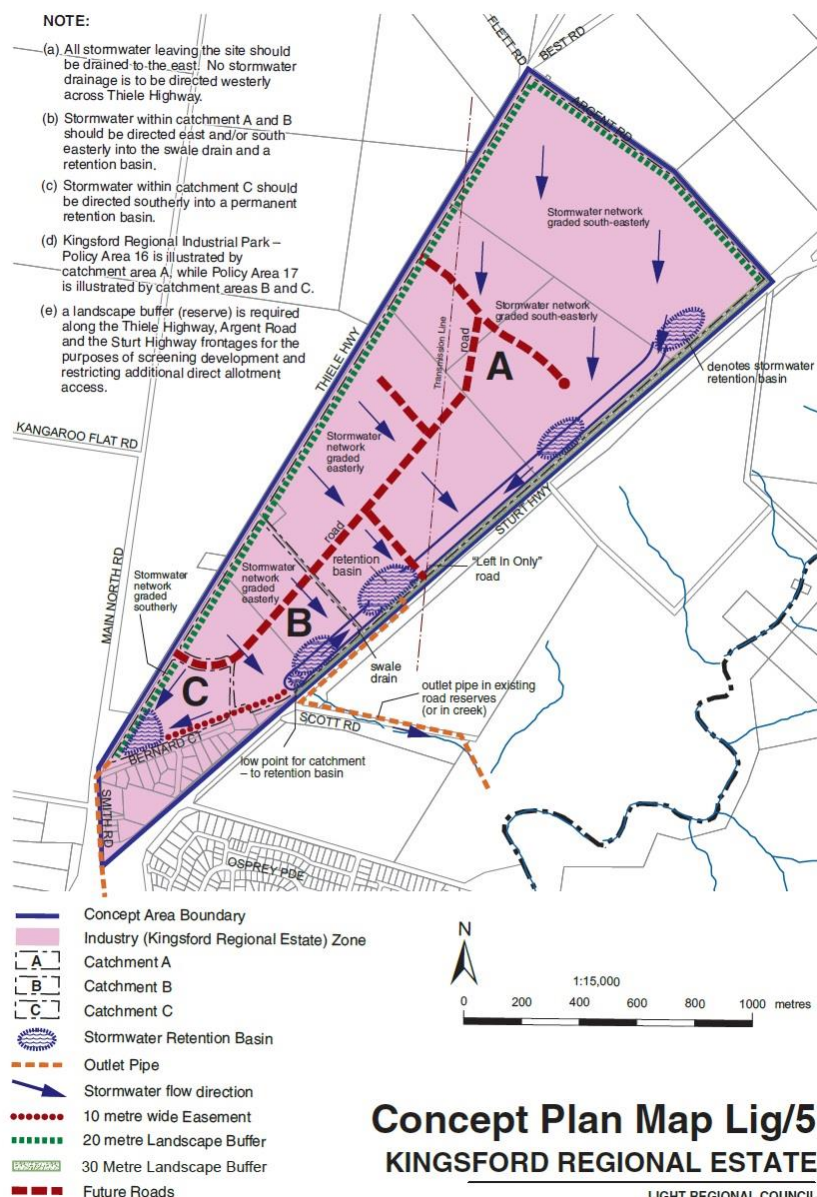 NOTE:
(a) All stormwater leaving the site should
be drained to the east. No stormwater
drainage is to be directed westerly
across Thiele Highway.
(b) Stormwater within catchment A and B
should be directed east and/or south
easterly into the swale drain and a
retention basin.
(c) Stormwater within catchment C should
be directed southerly into a permanent
retention basin.
(d) Kingsford Regional Industrial Park –
Policy Area 16 is illustrated by
catchment area A, while Policy Area 17
is illustrated by catchment areas B and C.
(e) a landscape buffer (reserve) is required
along the Thiele Highway, Argent Road
and the Sturt Highway frontages for the
purposes of screening development and
restricting additional direct allotment
access.
FLETT RD
BEST RD
ARGENT RD
Stormwater network
graded south-easterly
Stormwater network
graded south-easterly
THIELE HWY
Transmission Line
road
A
denotes stormwater
retention basin
KANGAROO FLAT RD
Stormwater
network
graded
easterly
STURT HWY
MAIN NORTH RD
road
retention
basin
"Left In Only"
road
Stormwater
network
graded
southerly
Stormwater
network
graded
easterly
B
swale
drain
C
outlet pipe in existing
road reserves
(or in creek)
SCOTT RD
BERNARD CT
low point for catchment
– to retention basin
SMITH RD
OSPREY PDE
Concept Area Boundary
Industry (Kingsford Regional Estate) Zone
A Catchment A
B Catchment B
C Catchment C
Stormwater Retention Basin
Outlet Pipe
Stormwater flow direction
10 metre wide Easement
20 metre Landscape Buffer
30 Metre Landscape Buffer
Future Roads
N
1:15,000
0 200 400 600 800 1000 metres
Concept Plan Map Lig/5
KINGSFORD REGIONAL ESTATE
LIGHT REGIONAL COUNCIL